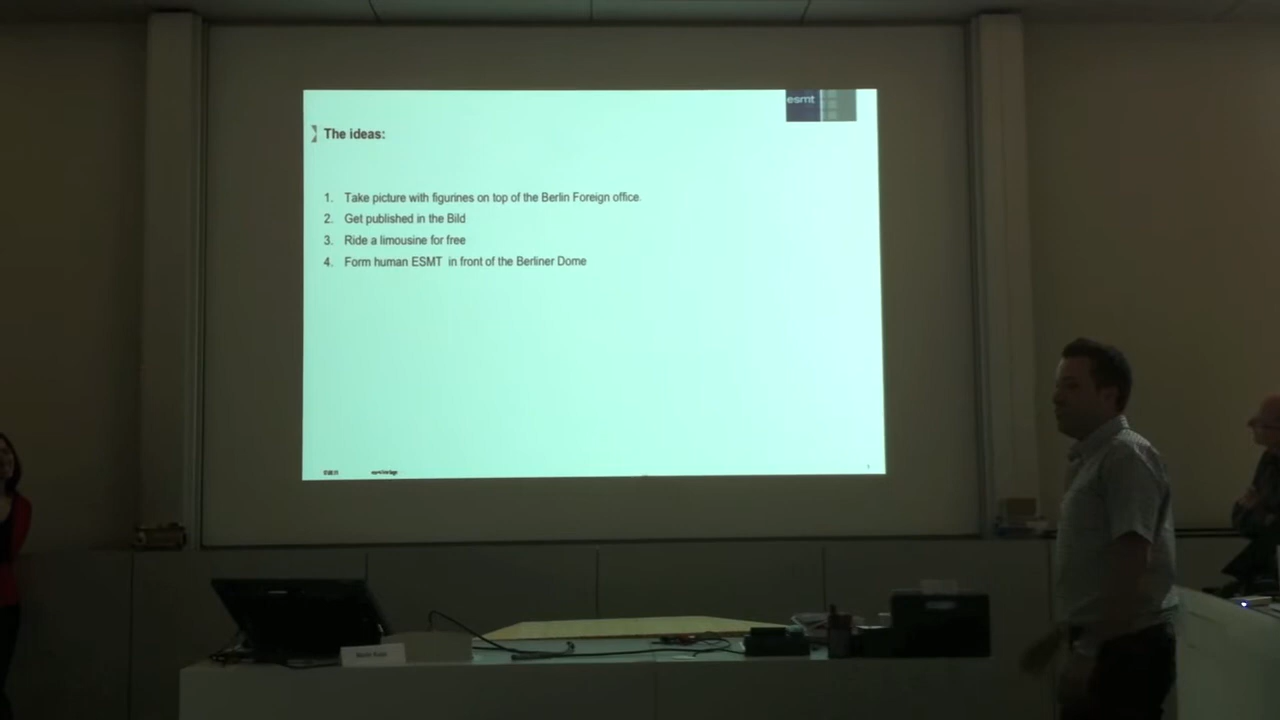 esmt
The ideas:
1. Take picture with figurines on top of the Berlin Foreign office.
2. Get published in the Bild
3. Ride a limousine for free
4. Form human ESMT in front of the Berliner Dome